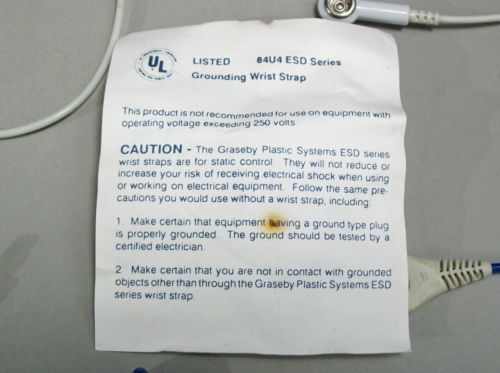 UL
LISTED 84U4 ESD Series
Grounding Wrist Strap
This product is not recommended for use on equipment with
operating voltage exceeding 250 volts.
CAUTION - The Graseby Plastic Systems ESD series
wrist straps are for static control. They will not reduce or
increase your risk of receiving electrical shock when using
or working on electrical equipment. Follow the same pre-
cautions you would use without a wrist strap, including:
1. Make certain that equipment having a ground type plug
is properly grounded. The ground should be tested by a
certified electrician.
2. Make certain that you are not in contact with grounded
objects other than through the Graseby Plastic Systems ESD
series wrist strap.